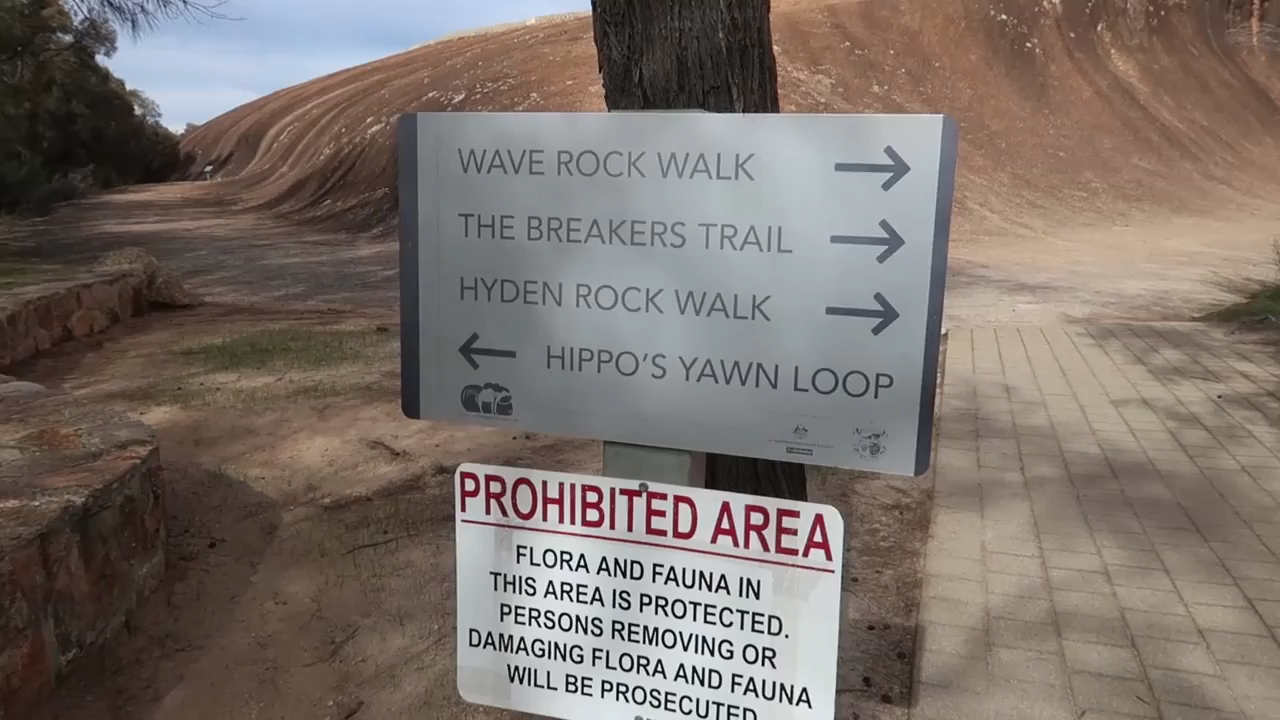 WAVE ROCK WALK →
THE BREAKERS TRAIL →
HYDEN ROCK WALK →
← HIPPO'S YAWN LOOP
PROHIBITED AREA
FLORA AND FAUNA IN
THIS AREA IS PROTECTED.
PERSONS REMOVING OR
DAMAGING FLORA AND FAUNA
WILL BE PROSECUTED